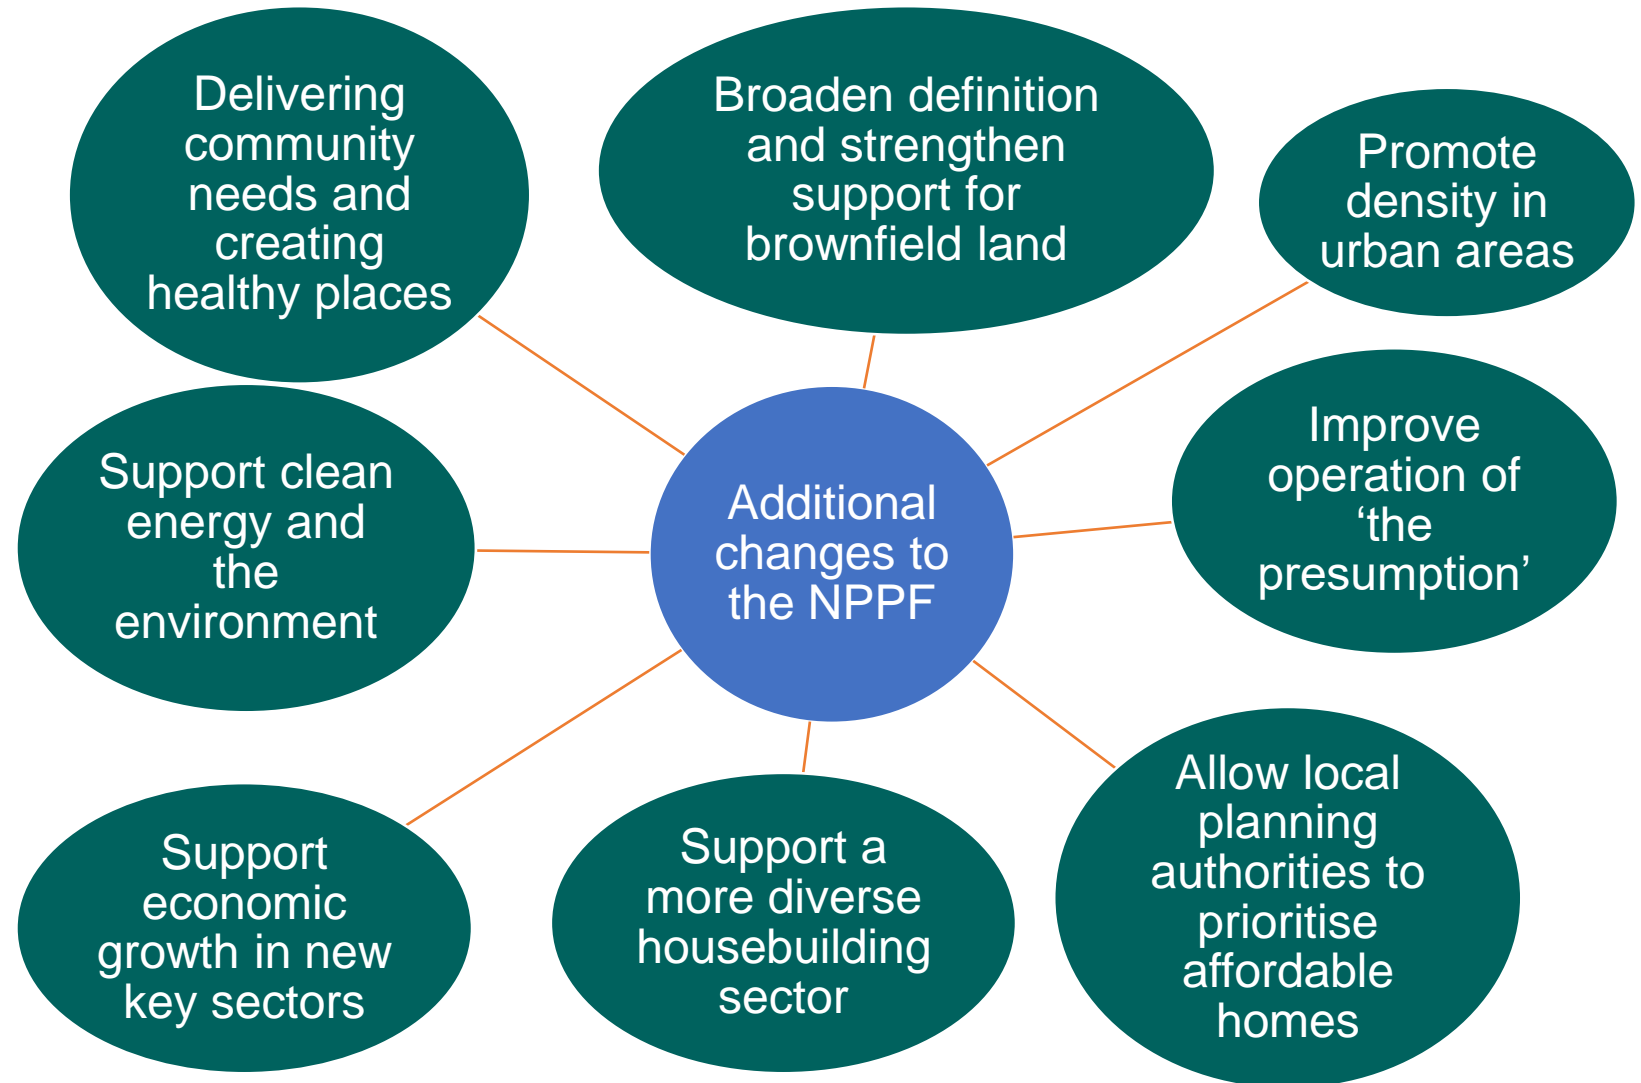 Delivering
community
needs and
creating
healthy places
Broaden definition
and strengthen
support for
brownfield land
Promote
density in
urban areas
Support clean
energy and
the
environment
Additional
changes to
the NPPF
Improve
operation of
‘the
presumption’
Support
economic
growth in new
key sectors
Support a
more diverse
housebuilding
sector
Allow local
planning
authorities to
prioritise
affordable
homes